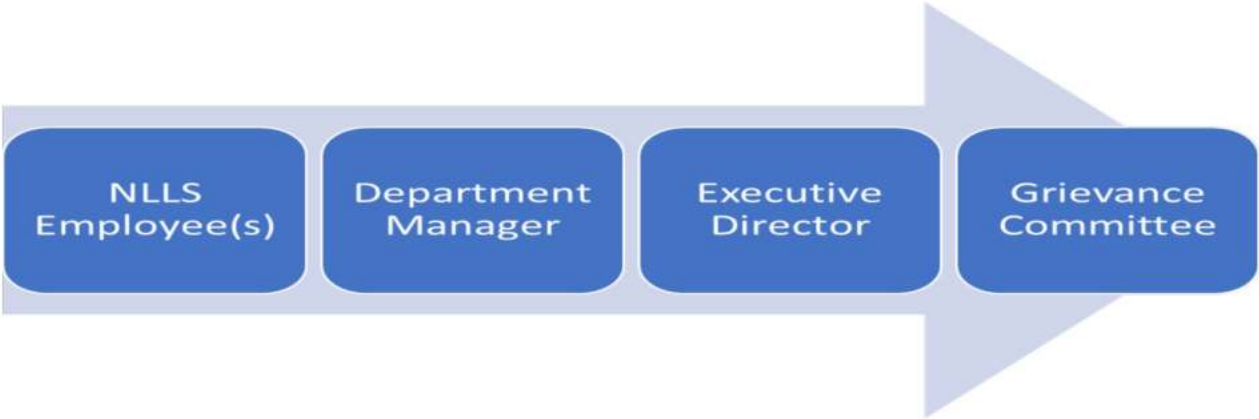 NLLS
Employee(s)
Department
Manager
Executive
Director
Grievance
Committee